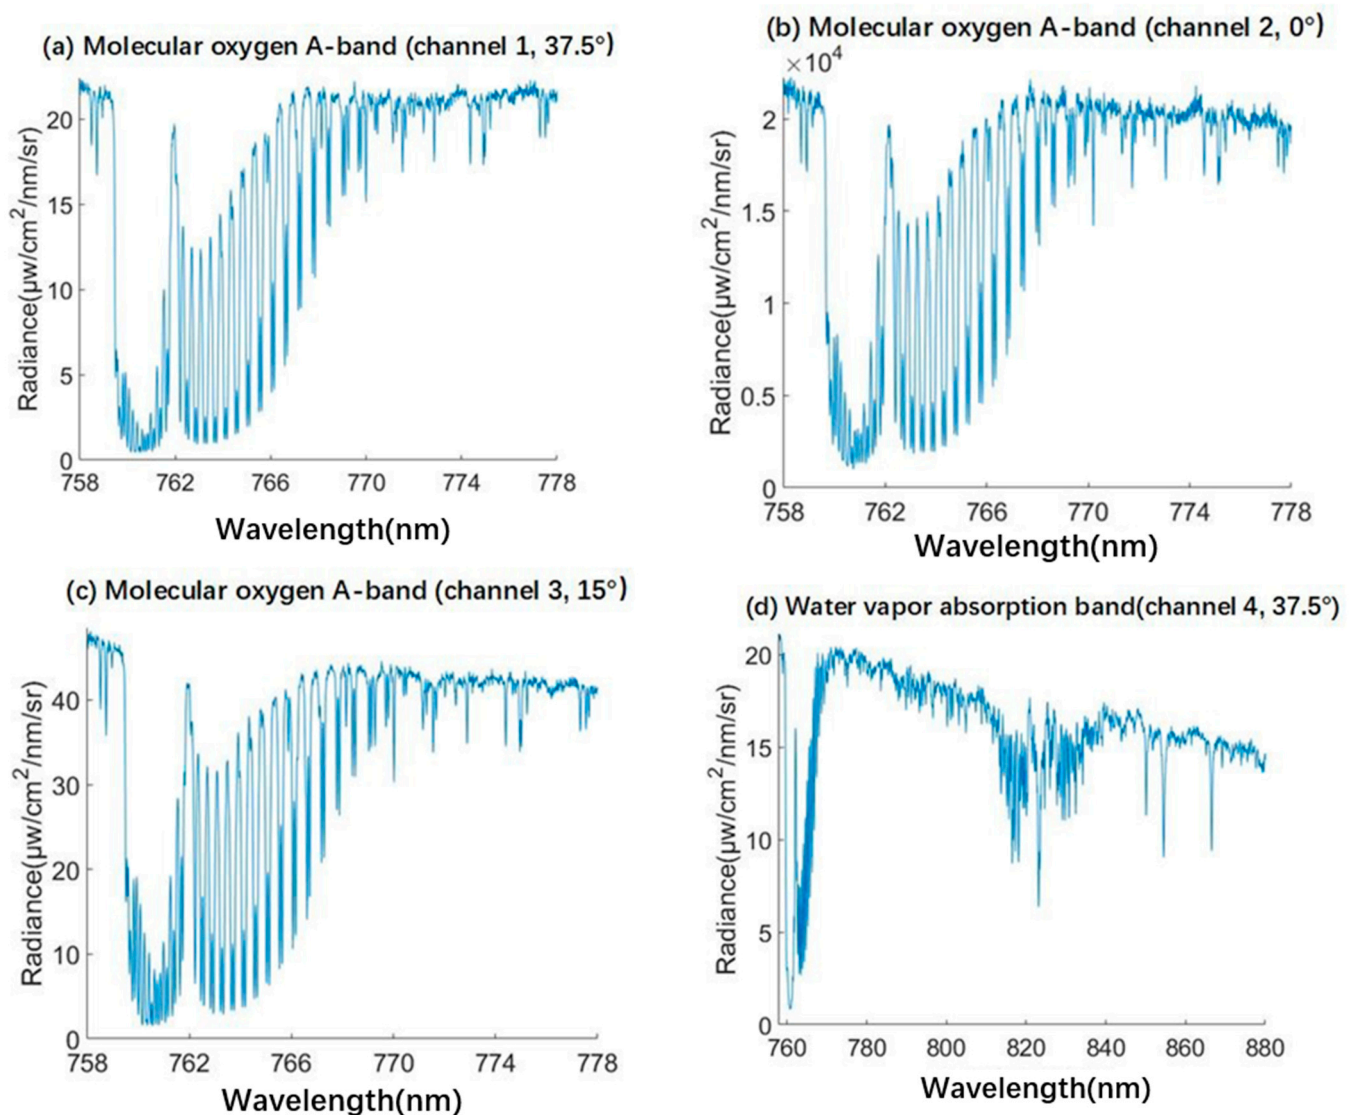 (a) Molecular oxygen A-band (channel 1, 37.5°)
Radiance(μw/cm²/nm/sr)
20
15
10
5
0
758 762 766 770 774 778
Wavelength(nm)
(b) Molecular oxygen A-band (channel 2, 0°)
×10⁴
Radiance(μw/cm²/nm/sr)
2
1.5
1
0.5
0
758 762 766 770 774 778
Wavelength(nm)
(c) Molecular oxygen A-band (channel 3, 15°)
Radiance(μw/cm²/nm/sr)
40
30
20
10
0
758 762 766 770 774 778
Wavelength(nm)
(d) Water vapor absorption band(channel 4, 37.5°)
Radiance(μw/cm²/nm/sr)
20
15
10
5
0
760 780 800 820 840 860 880
Wavelength(nm)